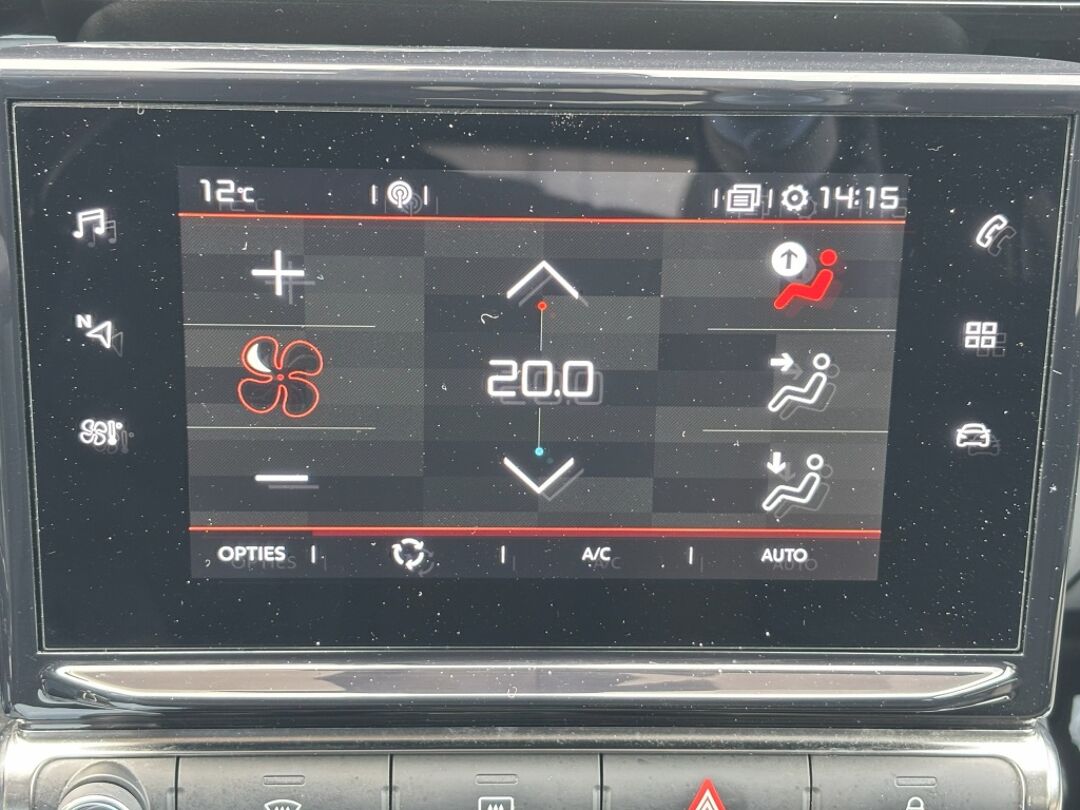 12°C
14:15
N
20.0
OPTIES
A/C
AUTO